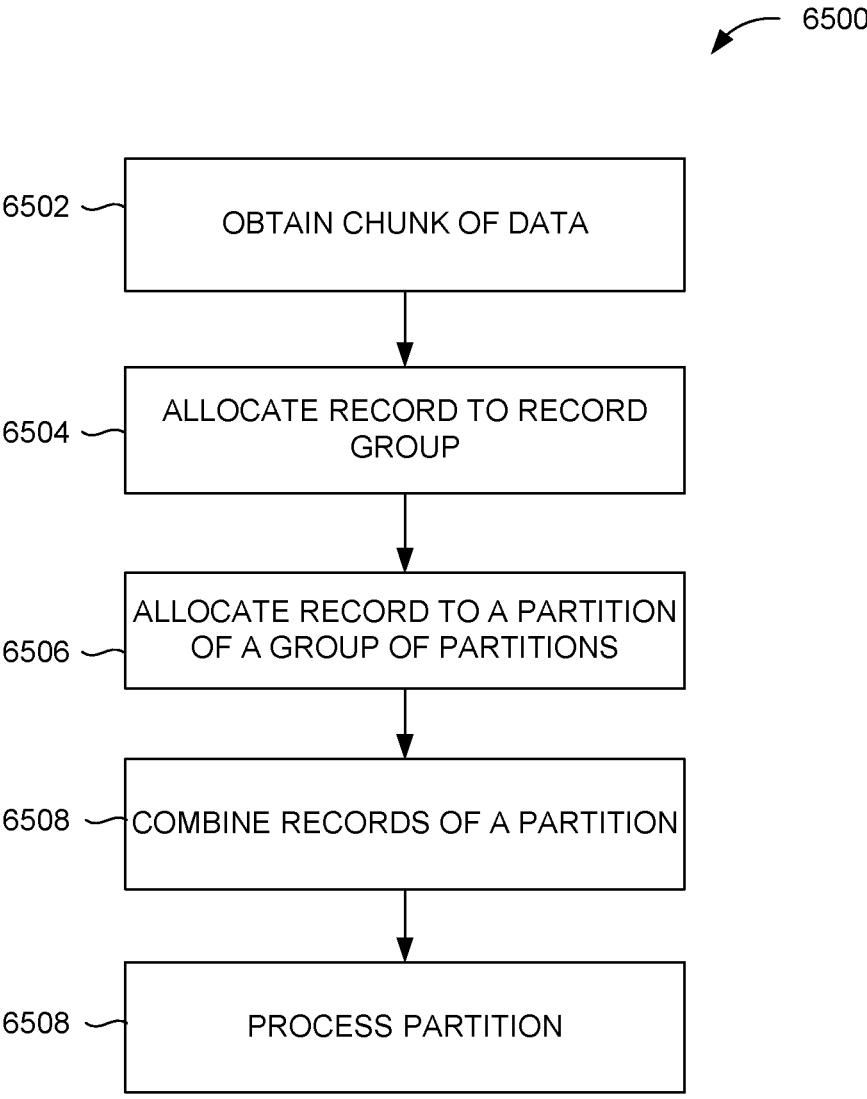 6500
6502
OBTAIN CHUNK OF DATA
6504
ALLOCATE RECORD TO RECORD
GROUP
6506
ALLOCATE RECORD TO A PARTITION
OF A GROUP OF PARTITIONS
6508
COMBINE RECORDS OF A PARTITION
6508
PROCESS PARTITION